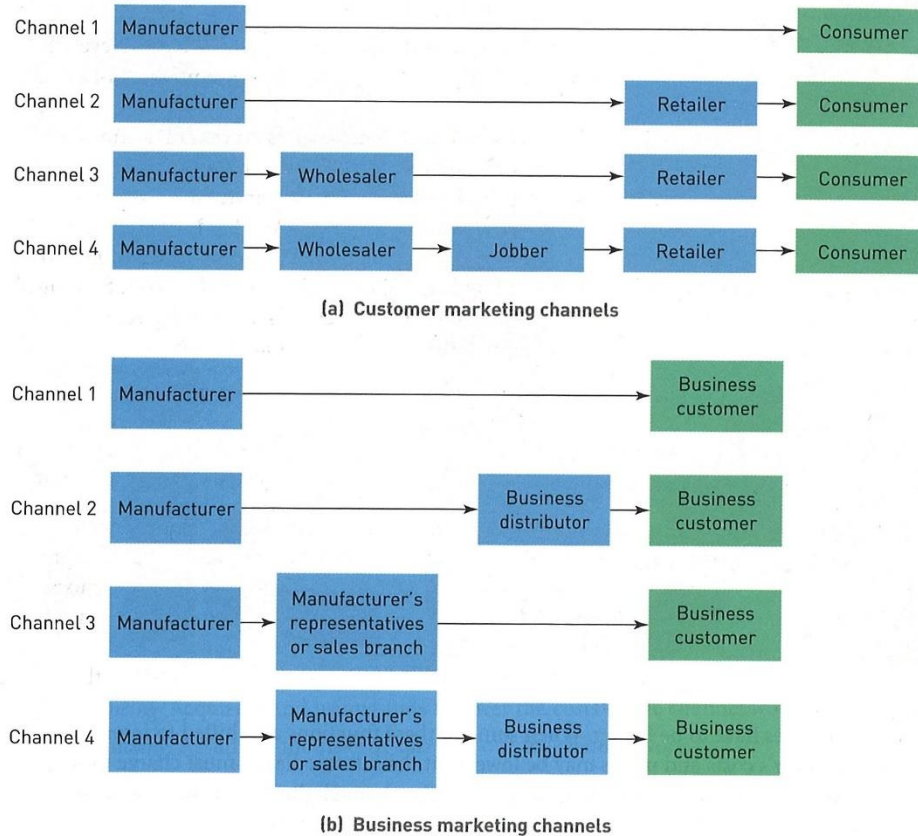 Channel 1 Manufacturer Consumer
Channel 2 Manufacturer Retailer Consumer
Channel 3 Manufacturer Wholesaler Retailer Consumer
Channel 4 Manufacturer Wholesaler Jobber Retailer Consumer
(a) Customer marketing channels
Channel 1 Manufacturer Business customer
Channel 2 Manufacturer Business distributor Business customer
Channel 3 Manufacturer Manufacturer's representatives or sales branch Business customer
Channel 4 Manufacturer Manufacturer's representatives or sales branch Business distributor Business customer
(b) Business marketing channels